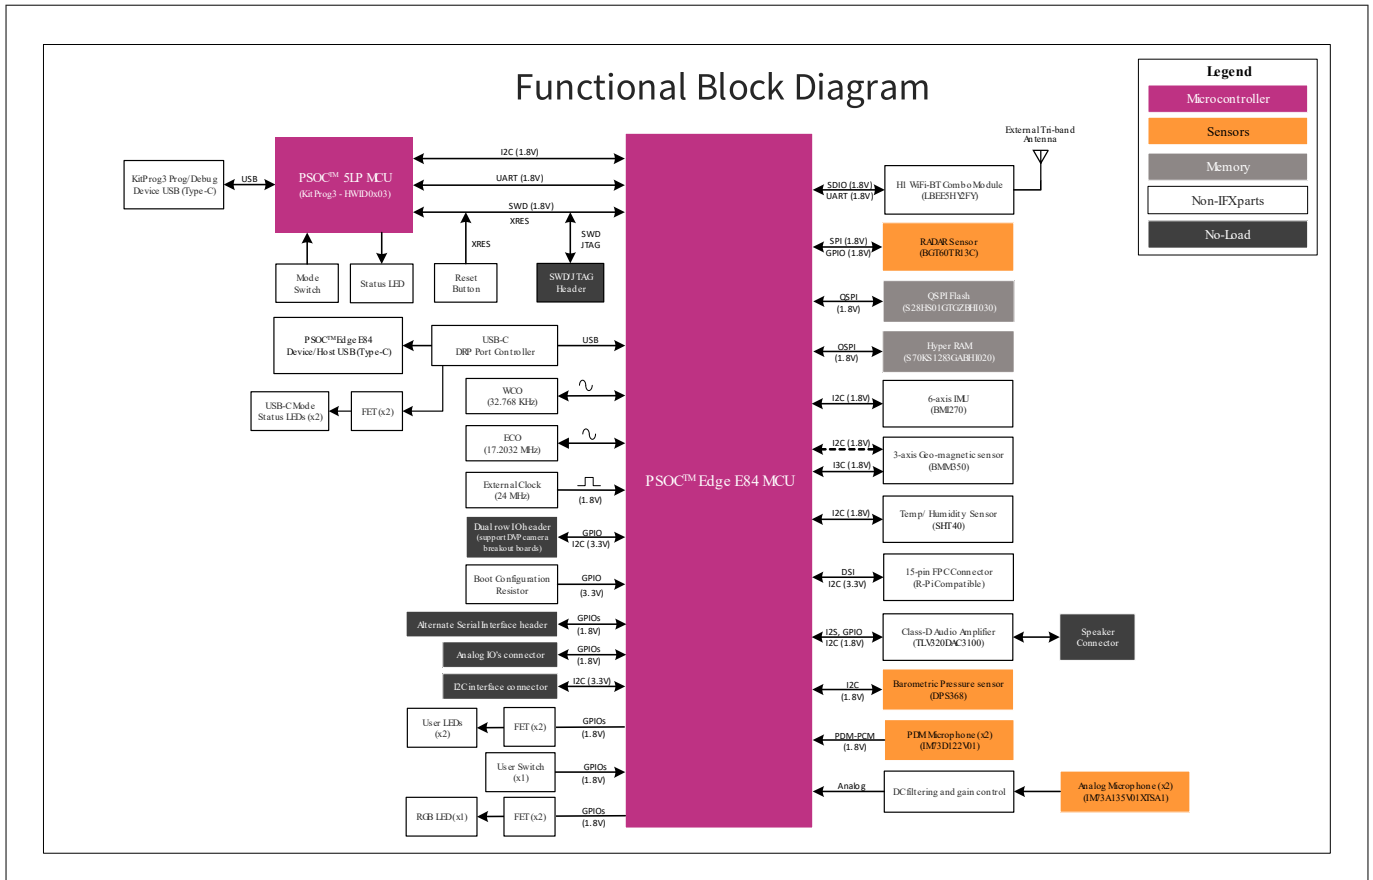 Functional Block Diagram
Legend
Microcontroller
Sensors
Memory
Non-IFX parts
No-Load
KitProg3 Prog/Debug
Device USB (Type-C)
USB
PSOC™ 5LP MCU
(KitProg3 - HWID0x03)
I2C (1.8V)
UART (1.8V)
SWD (1.8V)
XRES
XRES
SWD
JTAG
Mode
Switch
Status LED
Reset
Button
SWD/JTAG
Header
PSOC™ Edge E84
Device/Host USB (Type-C)
USB-C
DRP Port Controller
USB
USB-C Mode
Status LEDs (x2)
FET (x2)
WCO
(32.768 KHz)
ECO
(17.2032 MHz)
External Clock
(24 MHz)
(1.8V)
Dual row IO header
(support DVP camera
breakout boards)
GPIO
I2C (3.3V)
Boot Configuration
Resistor
GPIO
(3.3V)
Alternate Serial Interface header
GPIOs
(1.8V)
Analog IO's connector
GPIOs
(1.8V)
I2C interface connector
I2C (3.3V)
User LEDs
(x2)
FET (x2)
GPIOs
(1.8V)
User Switch
(x1)
GPIOs
(1.8V)
RGB LED (x1)
FET (x2)
GPIOs
(1.8V)
PSOC™ Edge E84 MCU
External Tri-band
Antenna
SDIO (1.8V)
UART (1.8V)
H1 WiFi-BT Combo Module
(LBEE5HY2FY)
SPI (1.8V)
GPIO (1.8V)
RADAR Sensor
(BGT60TR13C)
QSPI
(1.8V)
QSPI Flash
(S28HS01GTGZBHI030)
OSPI
(1.8V)
Hyper RAM
(S70KS1283GABHI020)
I2C (1.8V)
6-axis IMU
(BMI270)
I2C (1.8V)
I3C (1.8V)
3-axis Geo-magnetic sensor
(BMM350)
I2C (1.8V)
Temp/ Humidity Sensor
(SHT40)
DSI
I2C (3.3V)
15-pin FPC Connector
(R-Pi Compatible)
I2S, GPIO
I2C (1.8V)
Class-D Audio Amplifier
(TLV320DAC3100)
Speaker
Connector
I2C
(1.8V)
Barometric Pressure sensor
(DPS368)
PDM-PCM
(1.8V)
PDM Microphone (x2)
(IM73D122V01)
Analog
DC filtering and gain control
Analog Microphone (x2)
(IM73A135V01XTSA1)